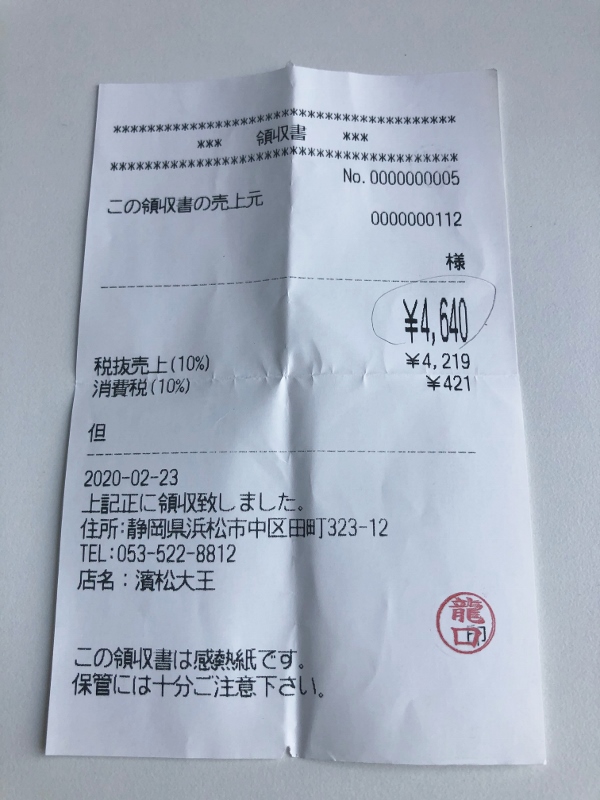 ****************************************
*** 領収書 ***
****************************************
No.0000000005
この領収書の売上元
0000000112
様
¥4,640
税抜売上(10%) ¥4,219
消費税(10%) ¥421
但
2020-02-23
上記正に領収致しました。
住所:静岡県浜松市中区田町323-12
TEL:053-522-8812
店名:濱松大王
龍口
この領収書は感熱紙です。
保管には十分ご注意下さい。